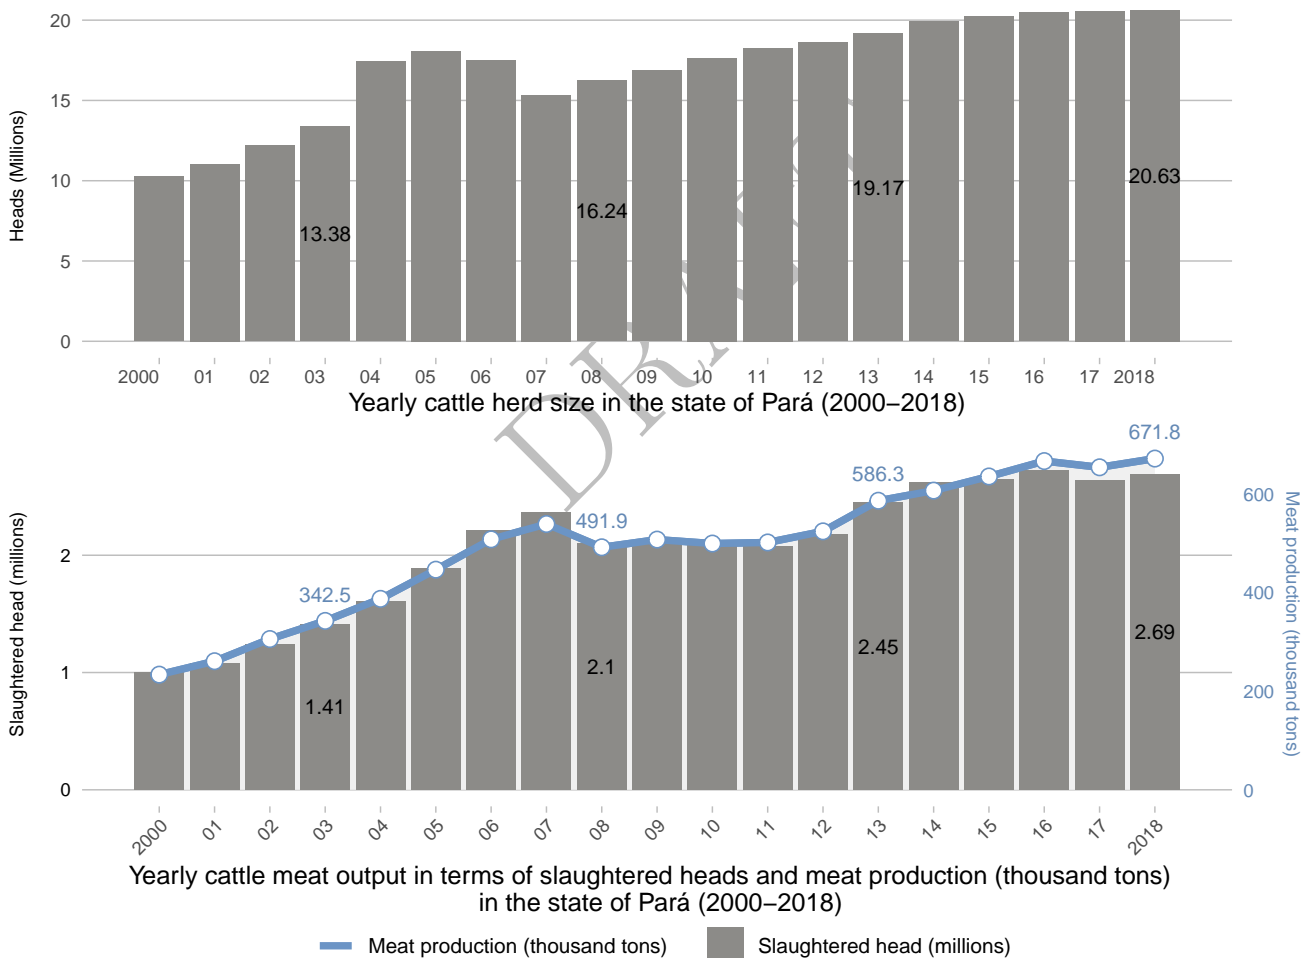 20
15
10
5
0
Heads (Millions)
13.38
16.24
19.17
20.63
2000 01 02 03 04 05 06 07 08 09 10 11 12 13 14 15 16 17 2018
Yearly cattle herd size in the state of Pará (2000−2018)
DRAFT
671.8
586.3
491.9
342.5
2
1
0
Slaughtered head (millions)
600
400
200
0
Meat production (thousand tons)
1.41
2.1
2.45
2.69
2000 01 02 03 04 05 06 07 08 09 10 11 12 13 14 15 16 17 2018
Yearly cattle meat output in terms of slaughtered heads and meat production (thousand tons)
in the state of Pará (2000−2018)
Meat production (thousand tons) Slaughtered head (millions)